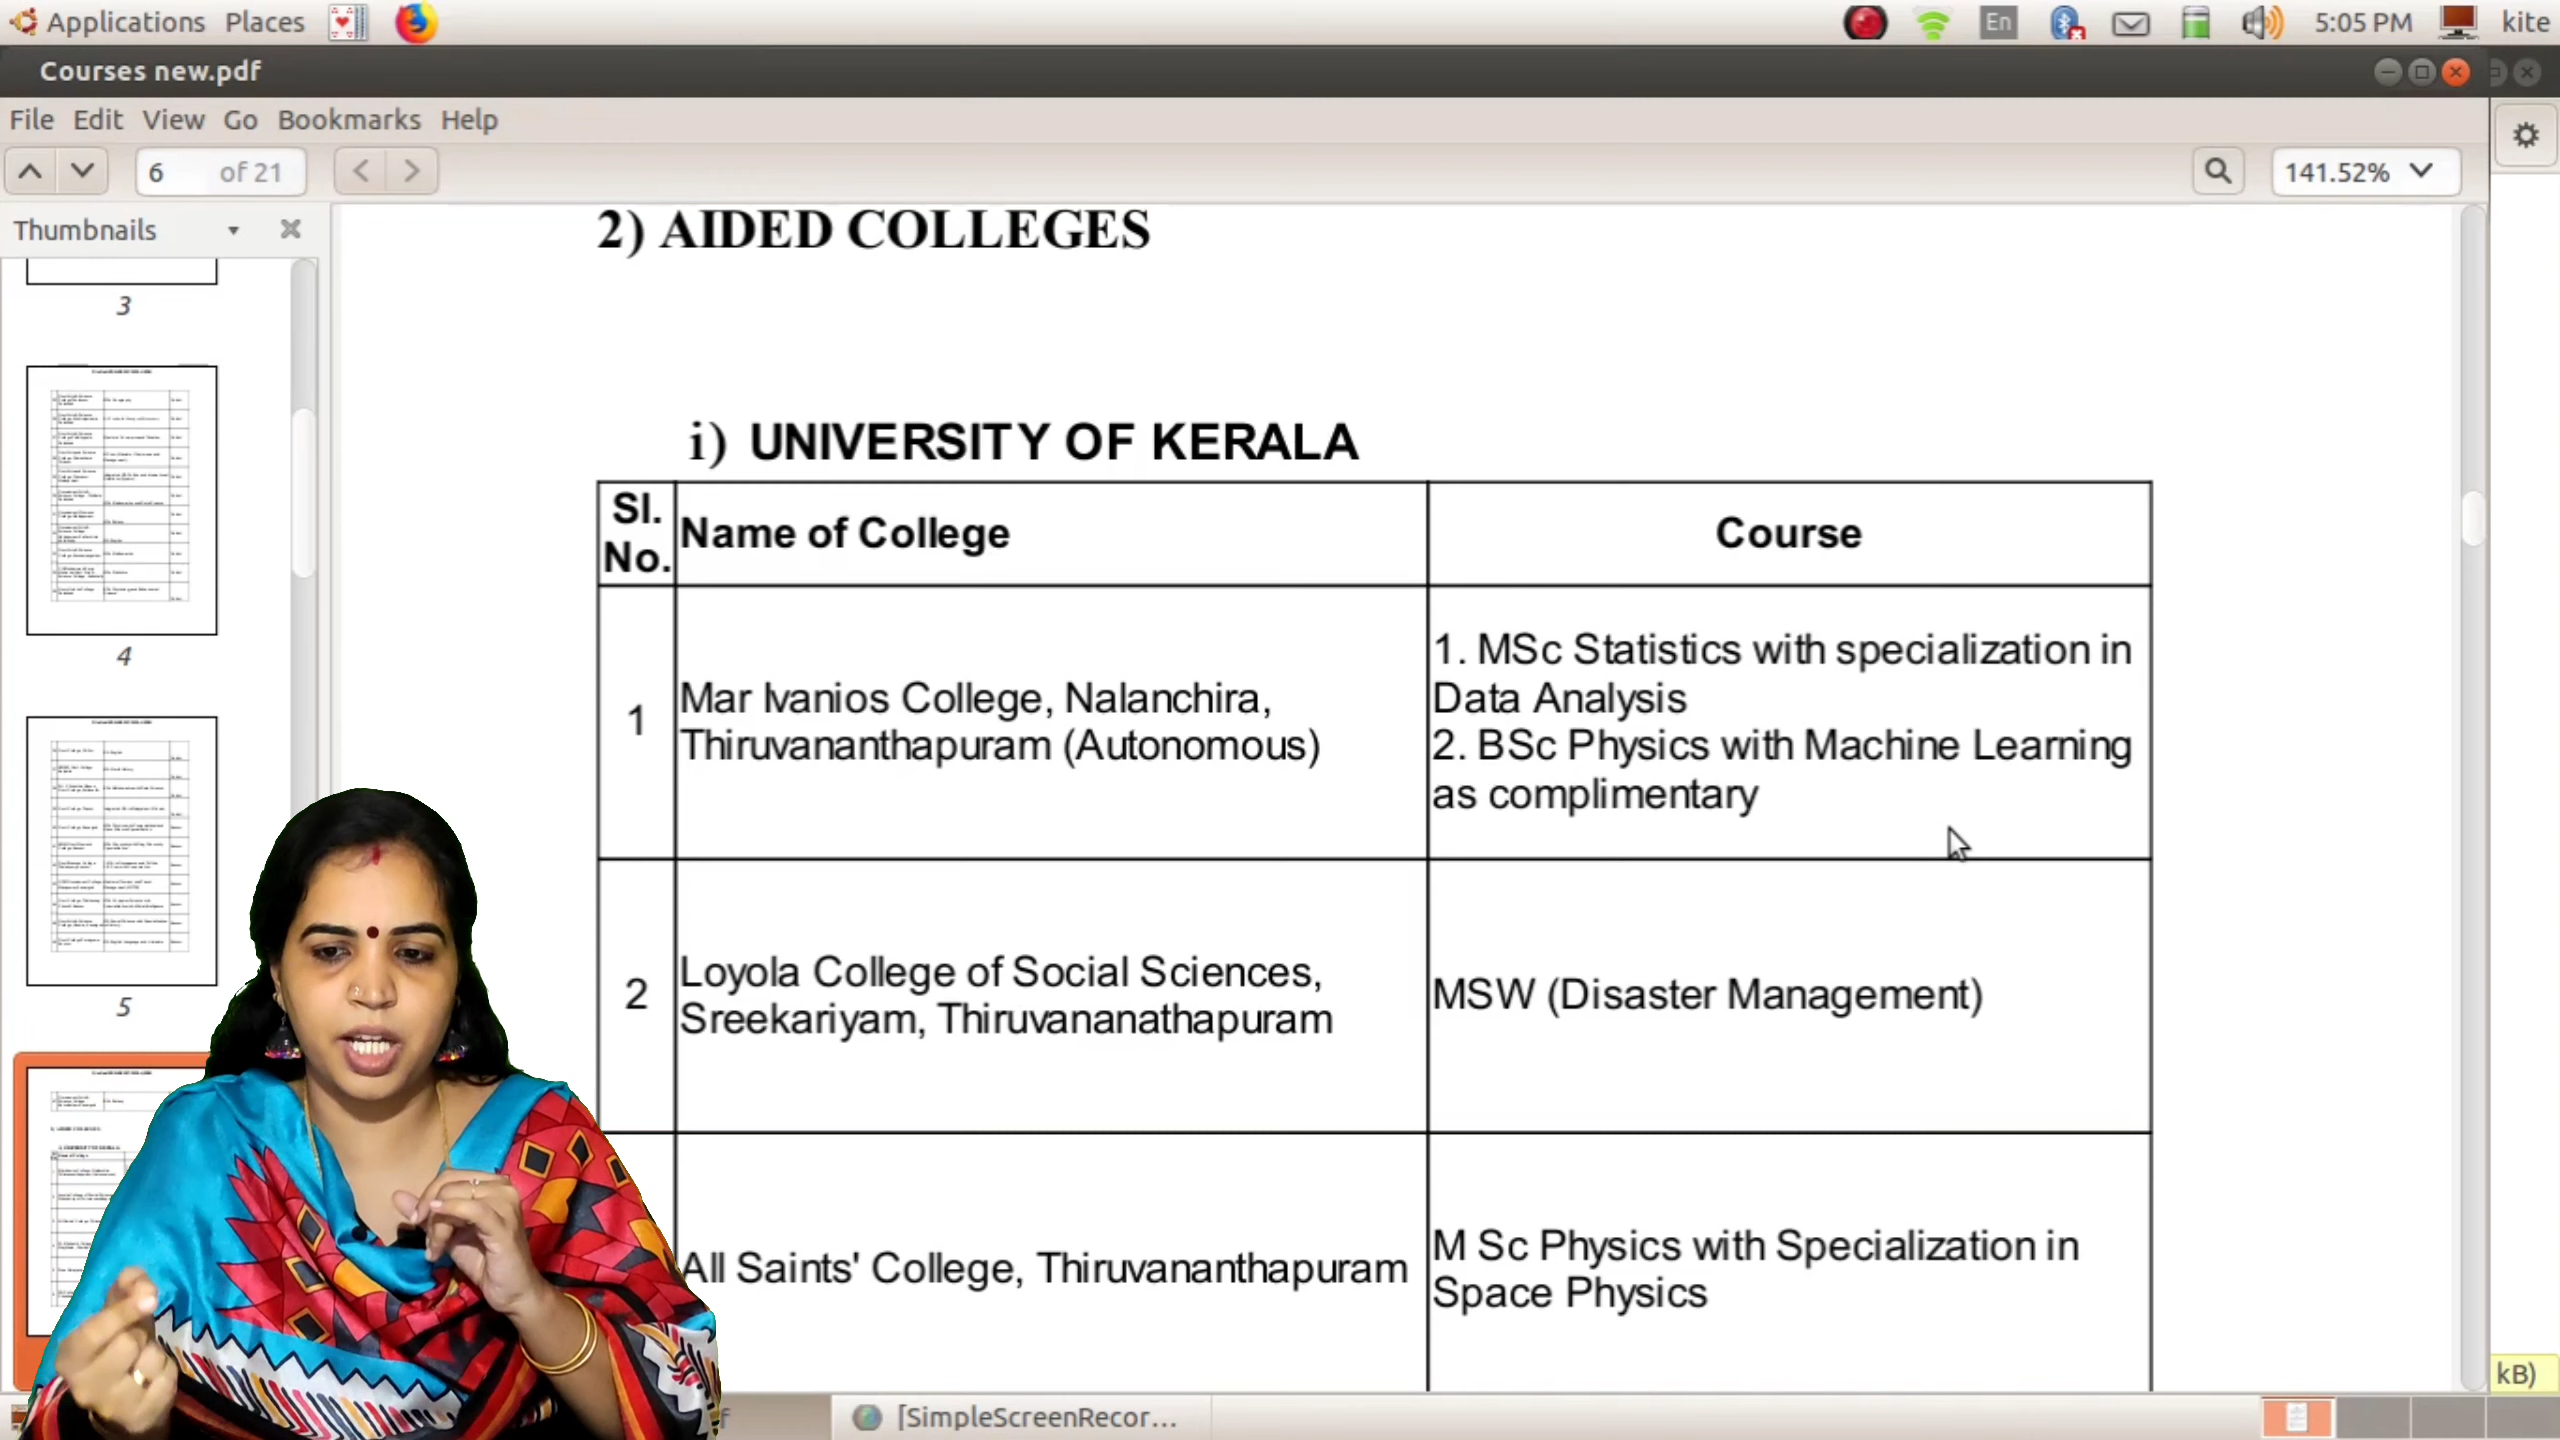 Applications Places En 5:05 PM kite
Courses new.pdf
File Edit View Go Bookmarks Help
6 of 21 141.52%
Thumbnails
3
4
5
2) AIDED COLLEGES
i) UNIVERSITY OF KERALA
Sl. No. Name of College Course
1
Mar Ivanios College, Nalanchira,
Thiruvananthapuram (Autonomous)
1. MSc Statistics with specialization in
Data Analysis
2. BSc Physics with Machine Learning
as complimentary
2
Loyola College of Social Sciences,
Sreekariyam, Thiruvananathapuram
MSW (Disaster Management)
All Saints' College, Thiruvananthapuram
M Sc Physics with Specialization in
Space Physics
kB)
[SimpleScreenRecor...